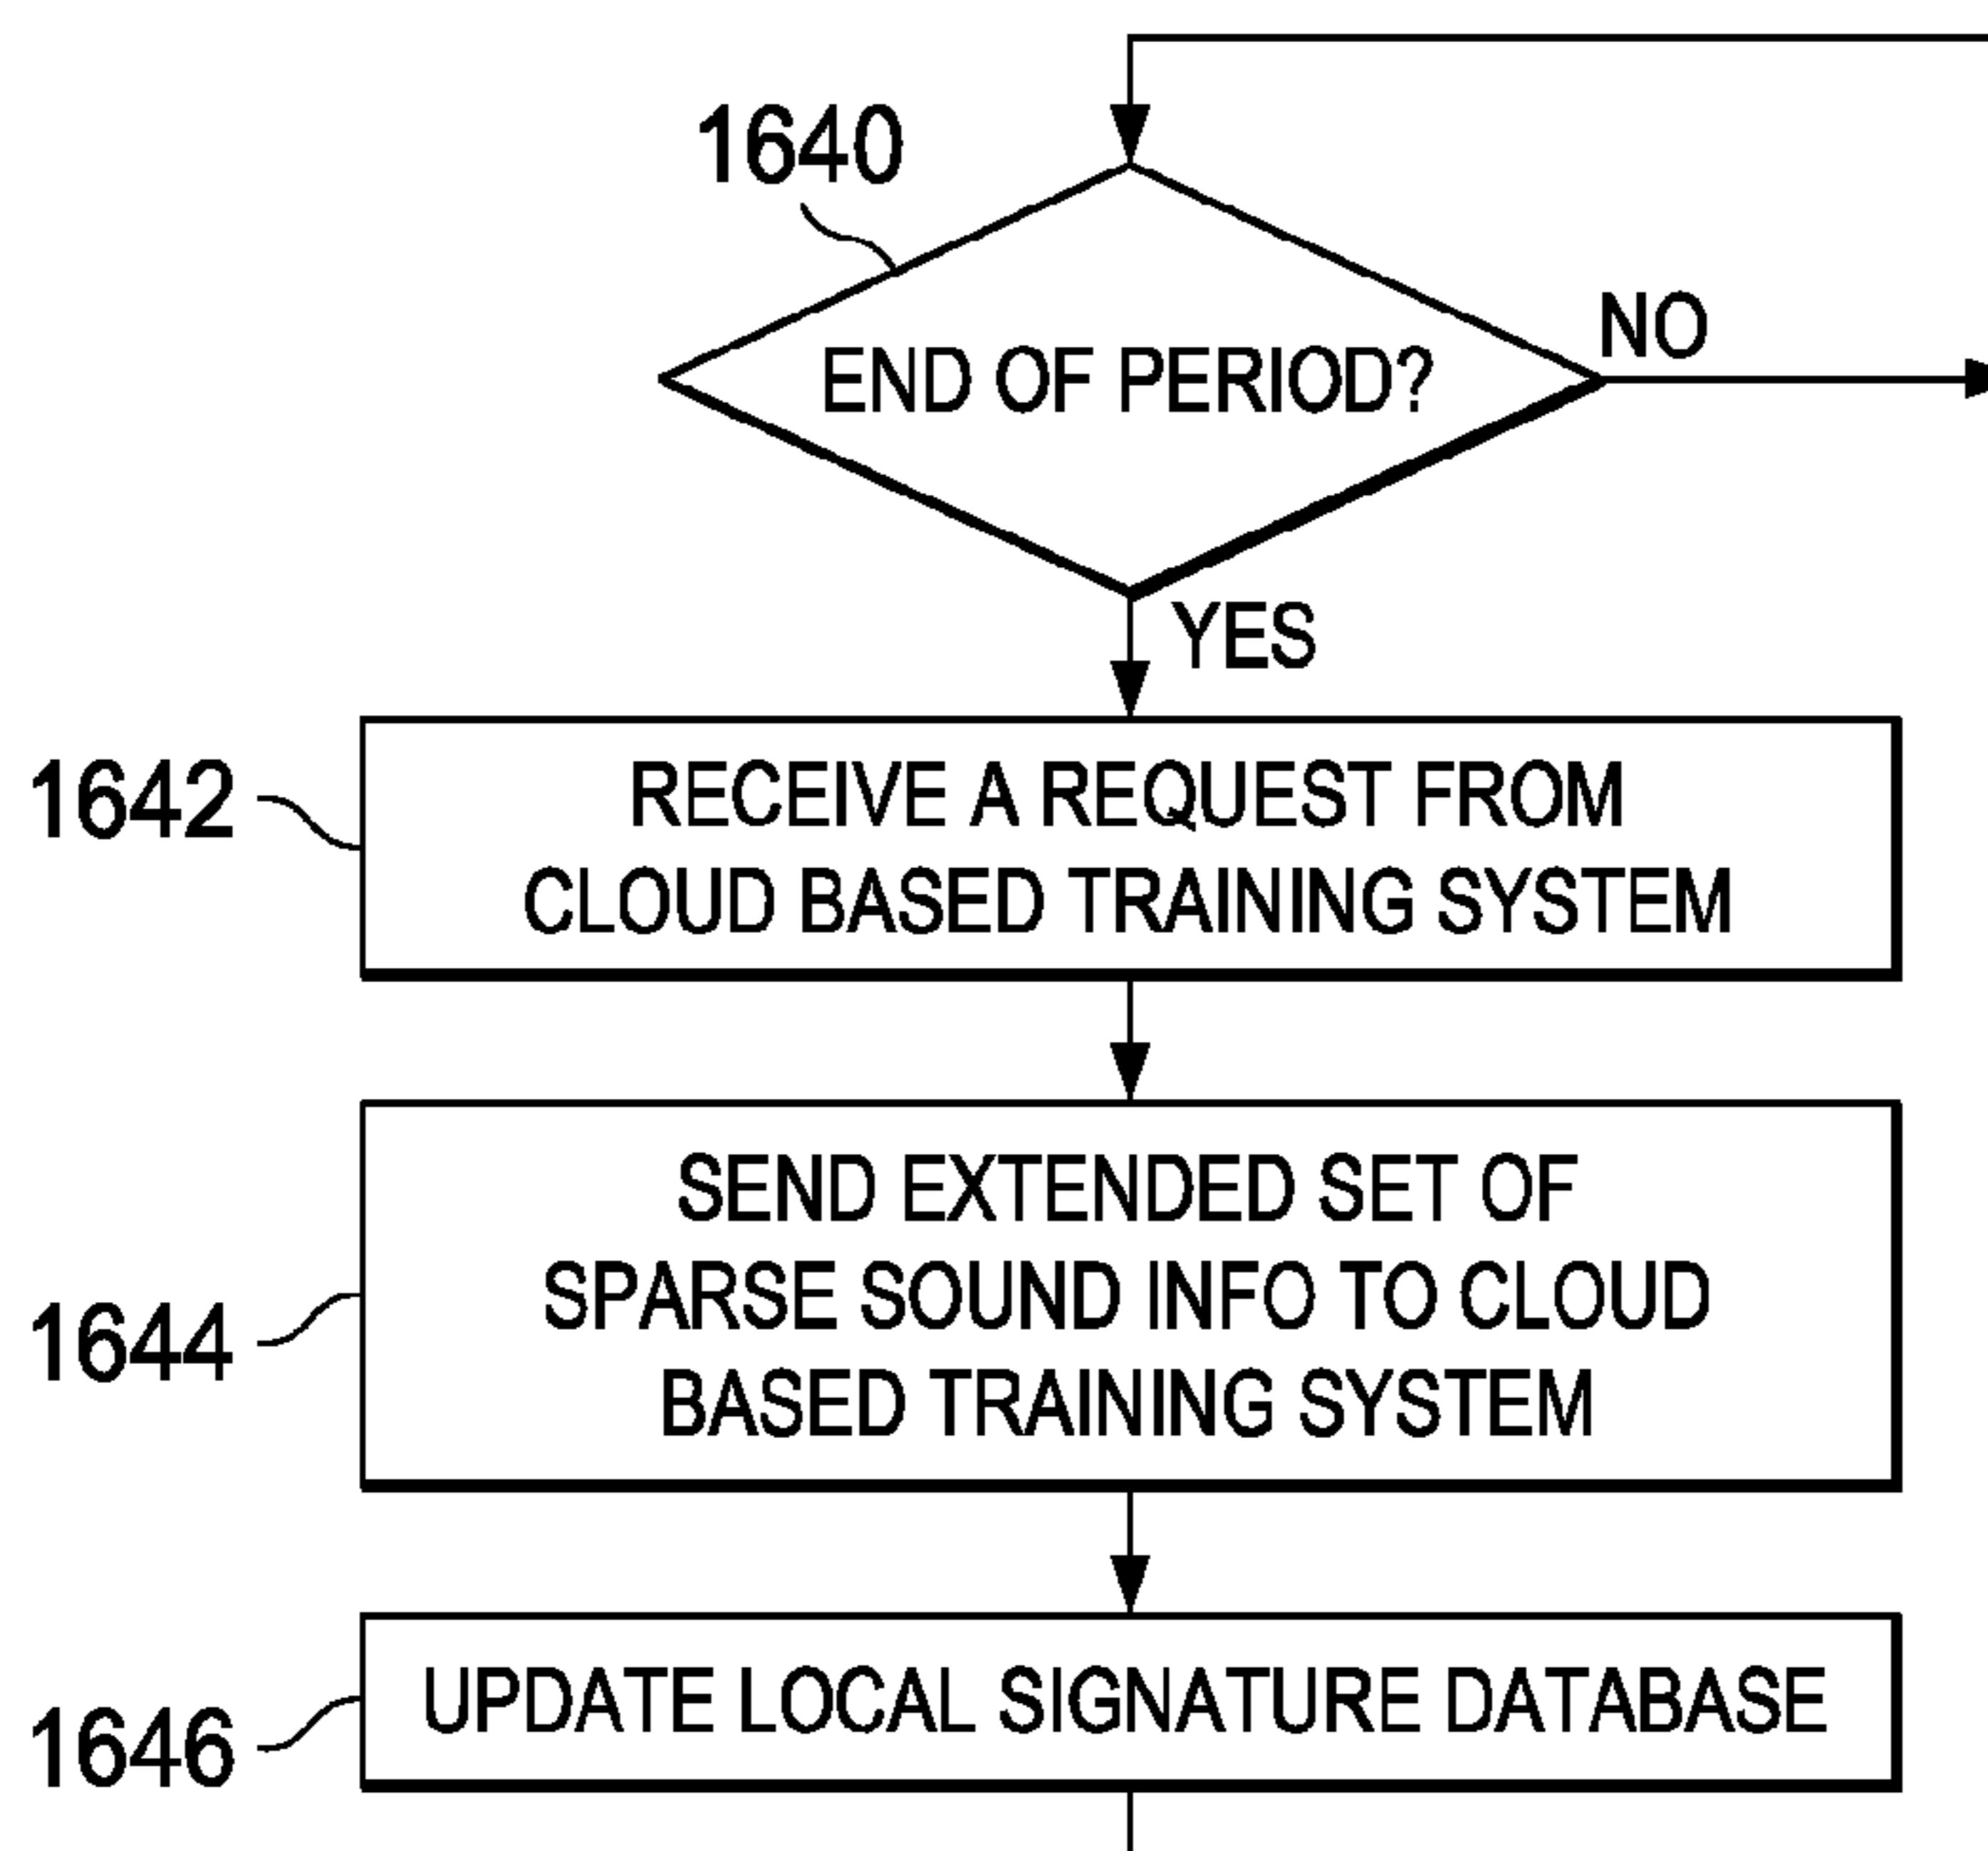 1640
END OF PERIOD?
NO
YES
1642
RECEIVE A REQUEST FROM
CLOUD BASED TRAINING SYSTEM
1644
SEND EXTENDED SET OF
SPARSE SOUND INFO TO CLOUD
BASED TRAINING SYSTEM
1646
UPDATE LOCAL SIGNATURE DATABASE